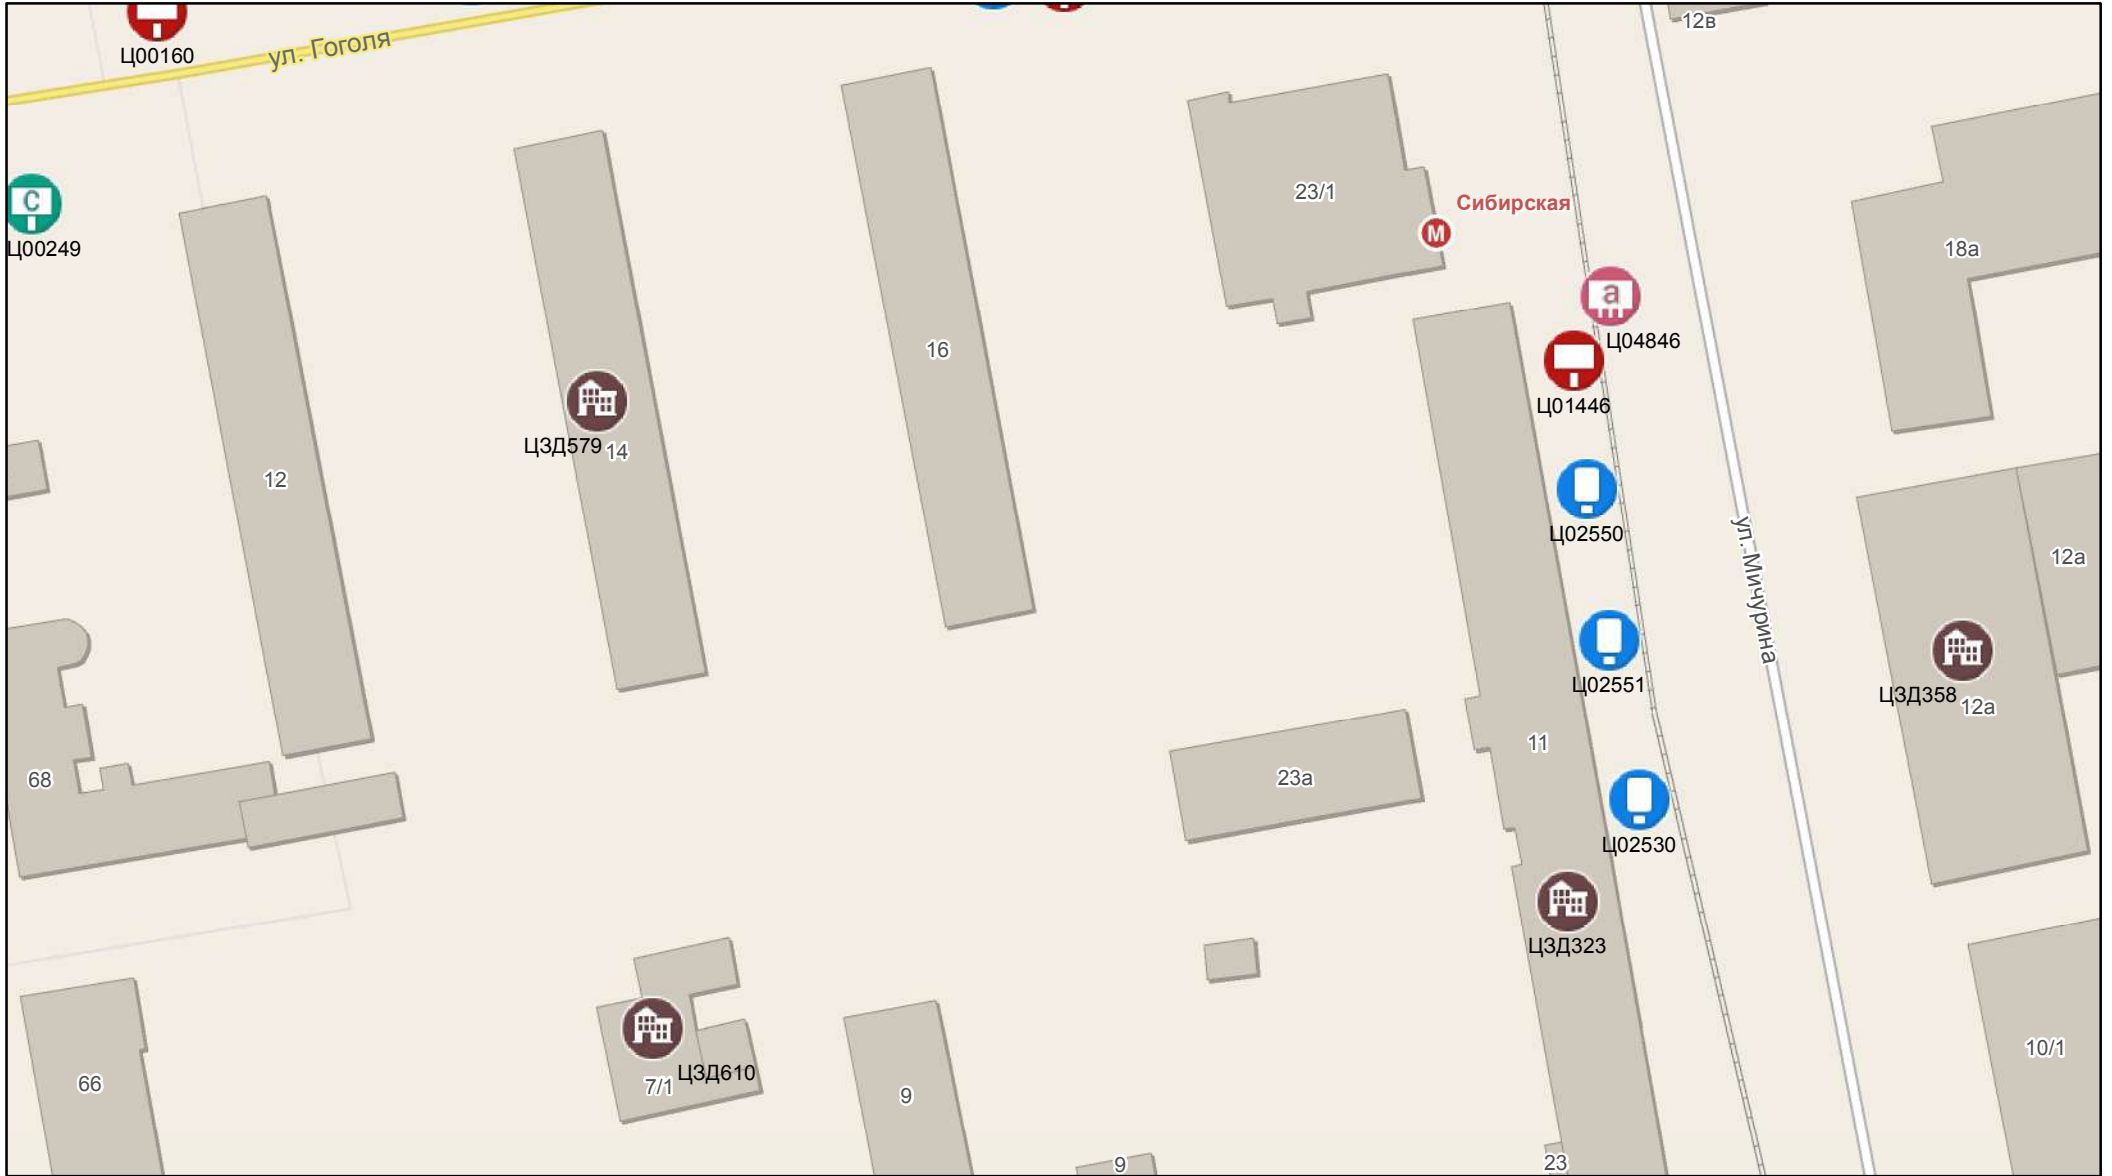 12в
ул. Гоголя
Ц00160
23/1
Сибирская
М
С
Ц00249
18а
а
Ц04846
16
Ц01446
ЦЗД579
14
12
Ц02550
12а
ул. Мичурина
Ц02551
ЦЗД358
12а
11
68
23а
Ц02530
ЦЗД323
10/1
ЦЗД610
7/1
66
9
9
23